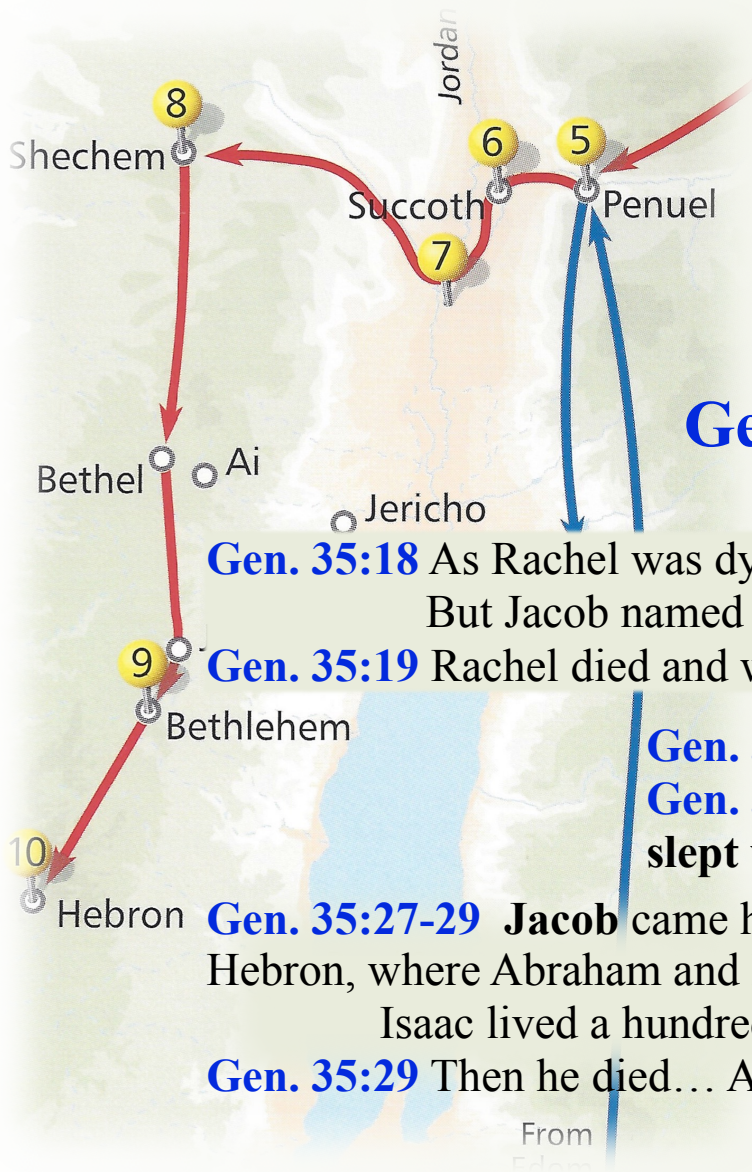 Jordan
8
6
5
Shechem
Succoth
Penuel
7
Ge
Bethel
Ai
Jericho
Gen. 35:18 As Rachel was dy
But Jacob named
Gen. 35:19 Rachel died and w
9
Bethlehem
Gen.
Gen.
slept
10
Hebron
Gen. 35:27-29 Jacob came h
Hebron, where Abraham and
Isaac lived a hundre
Gen. 35:29 Then he died… A
From
Edom